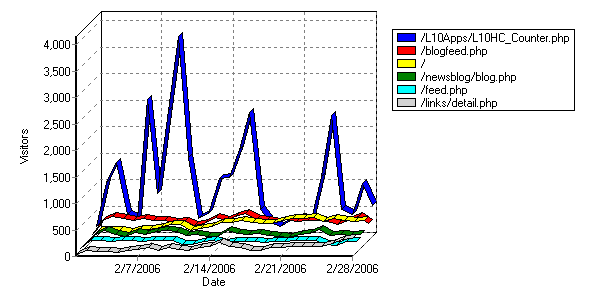 4,000
3,500
3,000
2,500
2,000
1,500
1,000
500
0
Visitors
2/7/2006
2/14/2006
2/21/2006
2/28/2006
Date
/L10Apps/L10HC_Counter.php
/blogfeed.php
/
/newsblog/blog.php
/feed.php
/links/detail.php